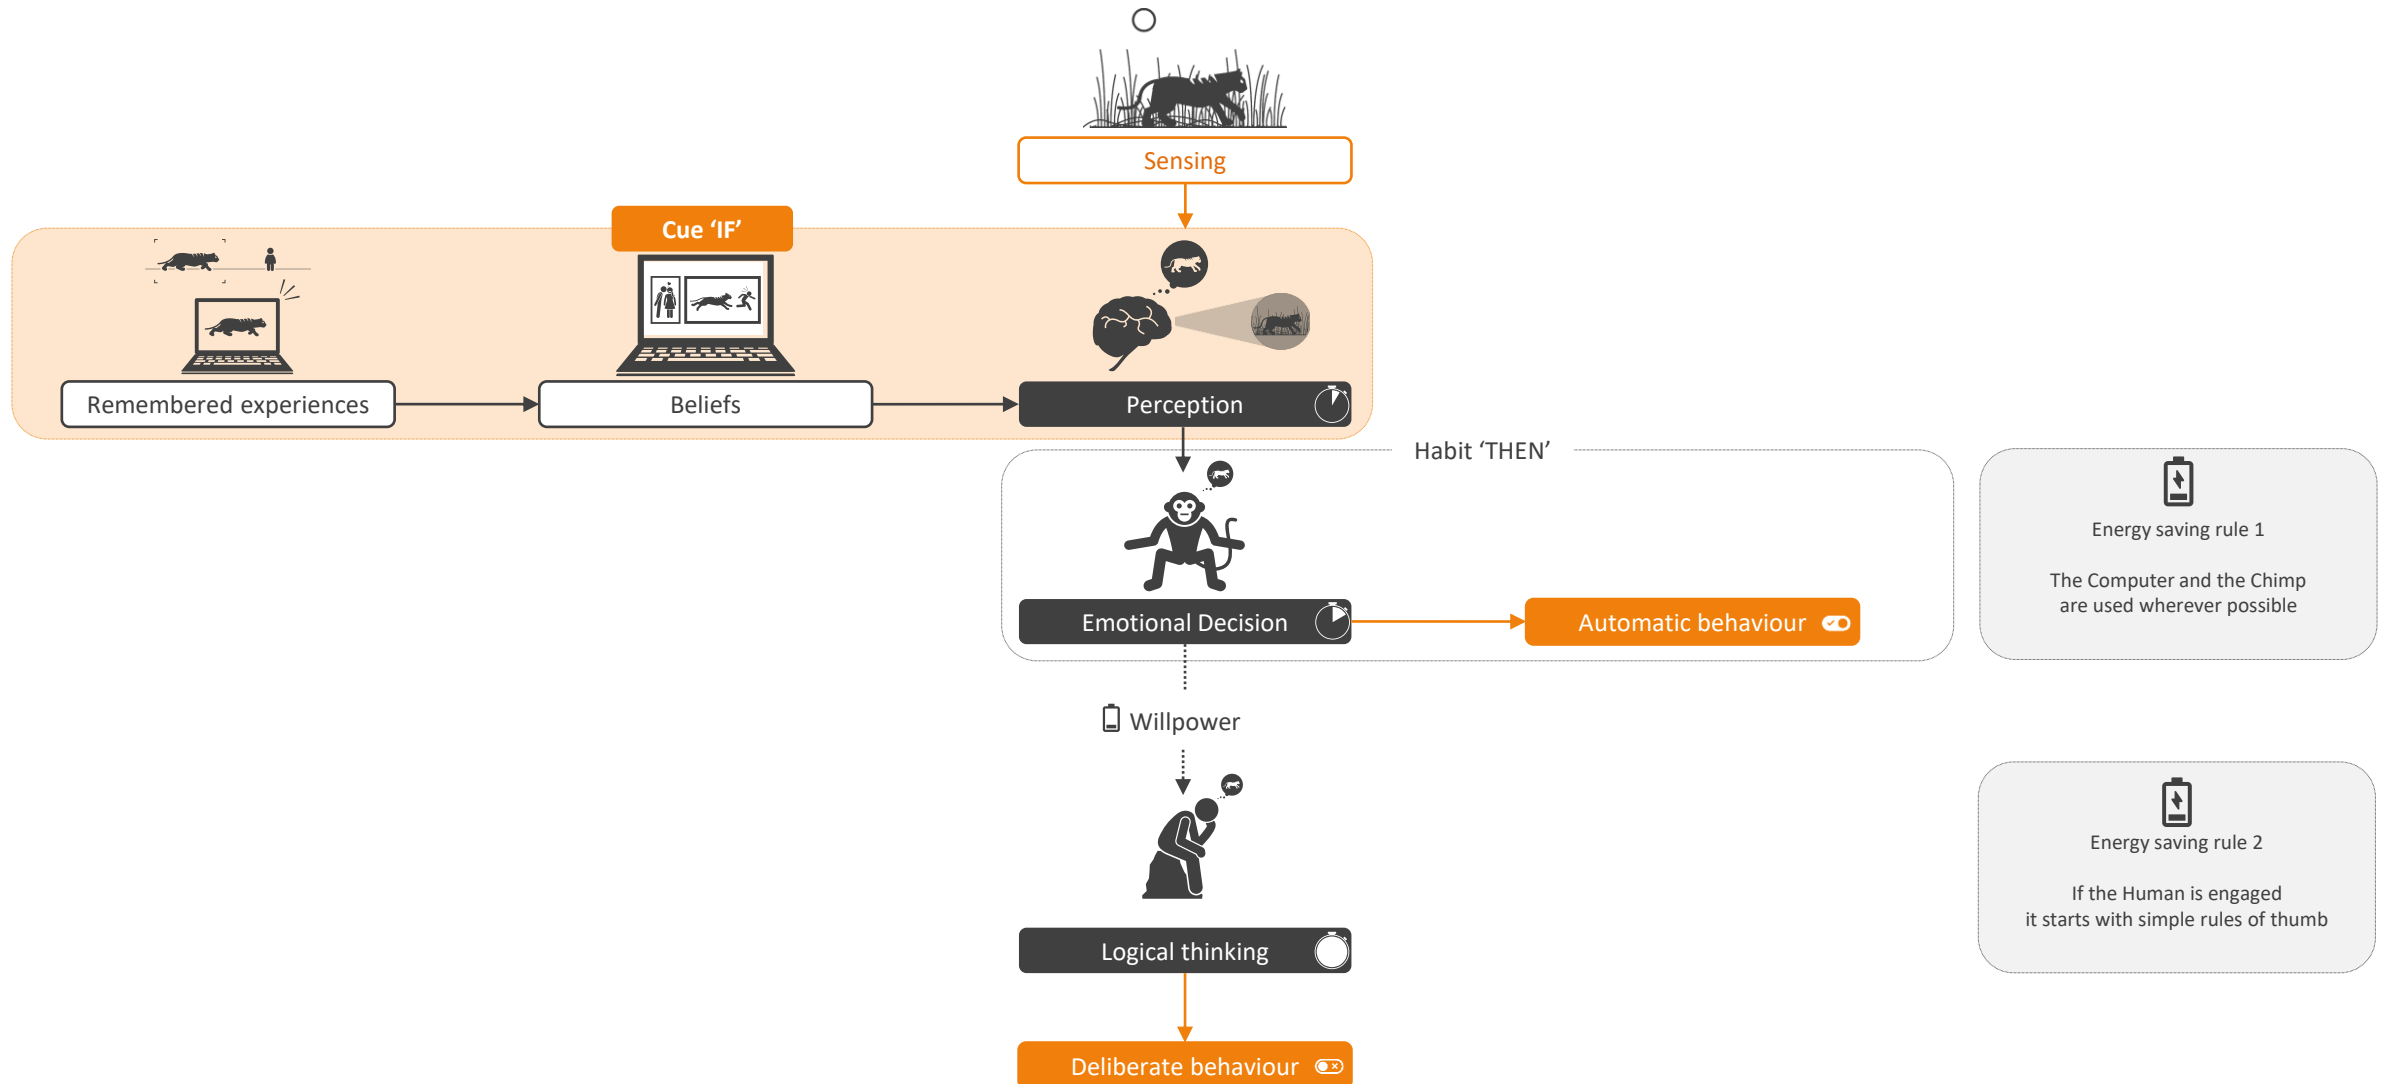 Sensing
Cue ‘IF’
Remembered experiences
Beliefs
Perception
Habit ‘THEN’
Emotional Decision
Automatic behaviour
Energy saving rule 1
The Computer and the Chimp
are used wherever possible
Willpower
Energy saving rule 2
If the Human is engaged
it starts with simple rules of thumb
Logical thinking
Deliberate behaviour